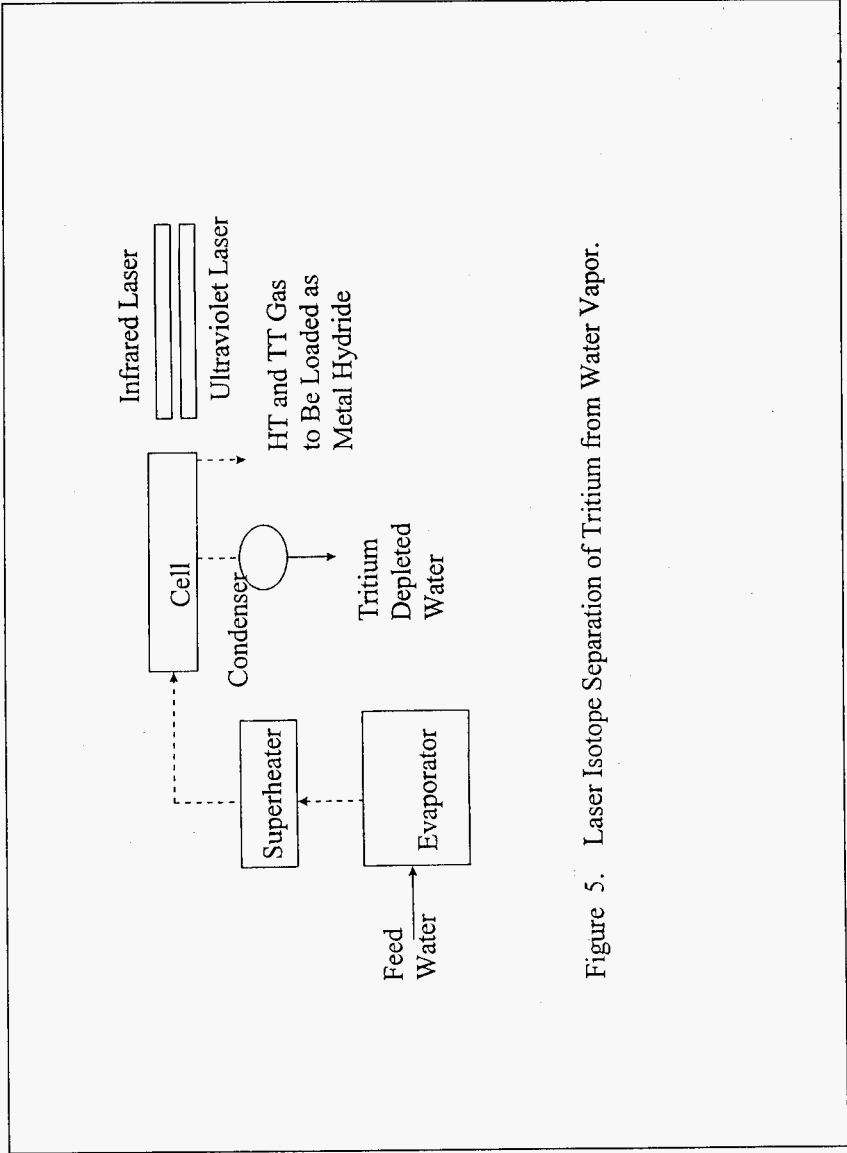 Infrared Laser
Ultraviolet Laser
Cell
HT and TT Gas
to Be Loaded as
Metal Hydride
Condenser
Tritium
Depleted
Water
Superheater
Evaporator
Feed
Water
Figure 5. Laser Isotope Separation of Tritium from Water Vapor.